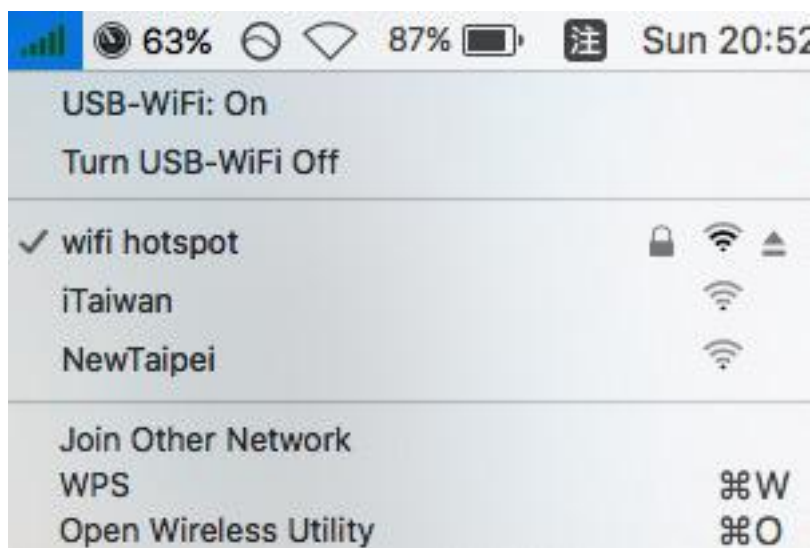 63% 87% 注 Sun 20:52
USB-WiFi: On
Turn USB-WiFi Off
wifi hotspot
iTaiwan
NewTaipei
Join Other Network
WPS ⌘W
Open Wireless Utility ⌘O